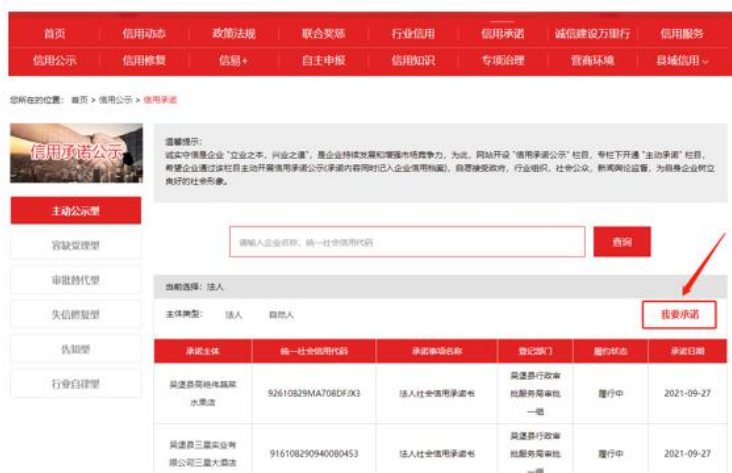 首页 信用动态 政策法规 联合奖惩 行业信用 信用承诺 诚信建设万里行 信用服务
信用公示 信用修复 信易+ 自主申报 信用知识 专项治理 营商环境 县域信用
您所在的位置： 首页 > 信用公示 > 信用承诺
信用承诺公示
温馨提示：
诚实守信是企业 "立业之本，兴业之道"，是企业持续发展和增强市场竞争力，为此，网站开设 "信用承诺公示" 栏目，专栏下开通 "主动承诺" 栏目，
希望企业通过该栏目主动开展信用承诺公示(承诺内容同时记入企业信用档案)，自愿接受政府，行业组织，社会公众，新闻舆论监督，为自身企业树立
良好的社会形象。
主动公示型
容缺受理型
审批替代型
失信修复型
告知型
行业自律型
请输入企业名称、统一社会信用代码
查询
当前选择：法人
主体类型： 法人 自然人
我要承诺
承诺主体 统一社会信用代码 承诺事项名称 登记部门 履约状态 承诺日期
吴堡县 蔬菜
水果店
92610829MA708DFJX3 法人社会信用承诺书
吴堡县行政审
批服务局审批
一组
履行中 2021-09-27
吴堡县三星实业有
限公司三星大酒店
916108290940080453 法人社会信用承诺书
吴堡县行政审
批服务局审批
一组
履行中 2021-09-27